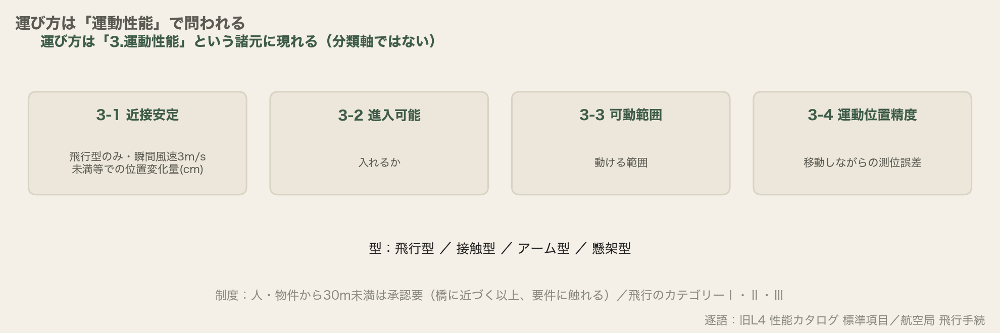 運び方は「運動性能」で問われる
運び方は「3.運動性能」という諸元に現れる（分類軸ではない）
3-1 近接安定
飛行型のみ・瞬間風速3m/s
未満等での位置変化量(cm)
3-2 進入可能
入れるか
3-3 可動範囲
動ける範囲
3-4 運動位置精度
移動しながらの測位誤差
型：飛行型 ／ 接触型 ／ アーム型 ／ 懸架型
制度：人・物件から30m未満は承認要（橋に近づく以上、要件に触れる）／飛行のカテゴリーⅠ・Ⅱ・Ⅲ
逐語：旧L4 性能カタログ 標準項目／航空局 飛行手続